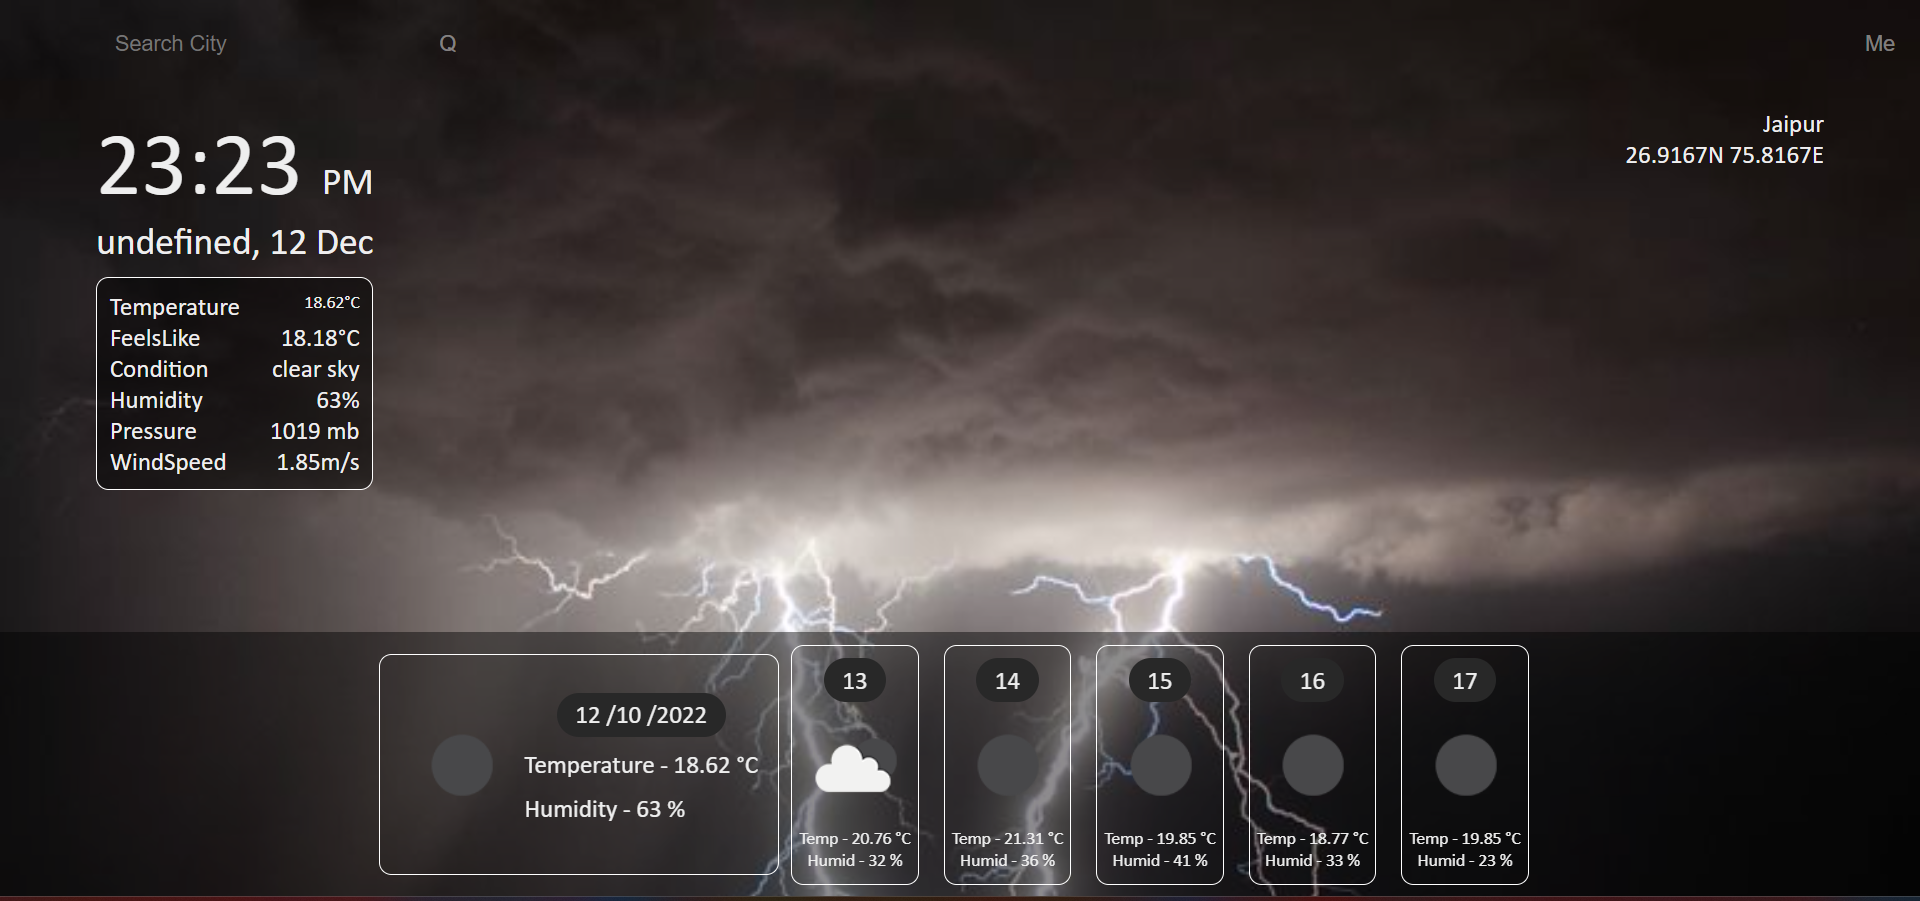 Search City Q Me
23:23 PM
undefined, 12 Dec
Jaipur
26.9167N 75.8167E
Temperature 18.62°C
FeelsLike 18.18°C
Condition clear sky
Humidity 63%
Pressure 1019 mb
WindSpeed 1.85m/s
12 /10 /2022
Temperature - 18.62 °C
Humidity - 63 %
13
Temp - 20.76 °C
Humid - 32 %
14
Temp - 21.31 °C
Humid - 36 %
15
Temp - 19.85 °C
Humid - 41 %
16
Temp - 18.77 °C
Humid - 33 %
17
Temp - 19.85 °C
Humid - 23 %